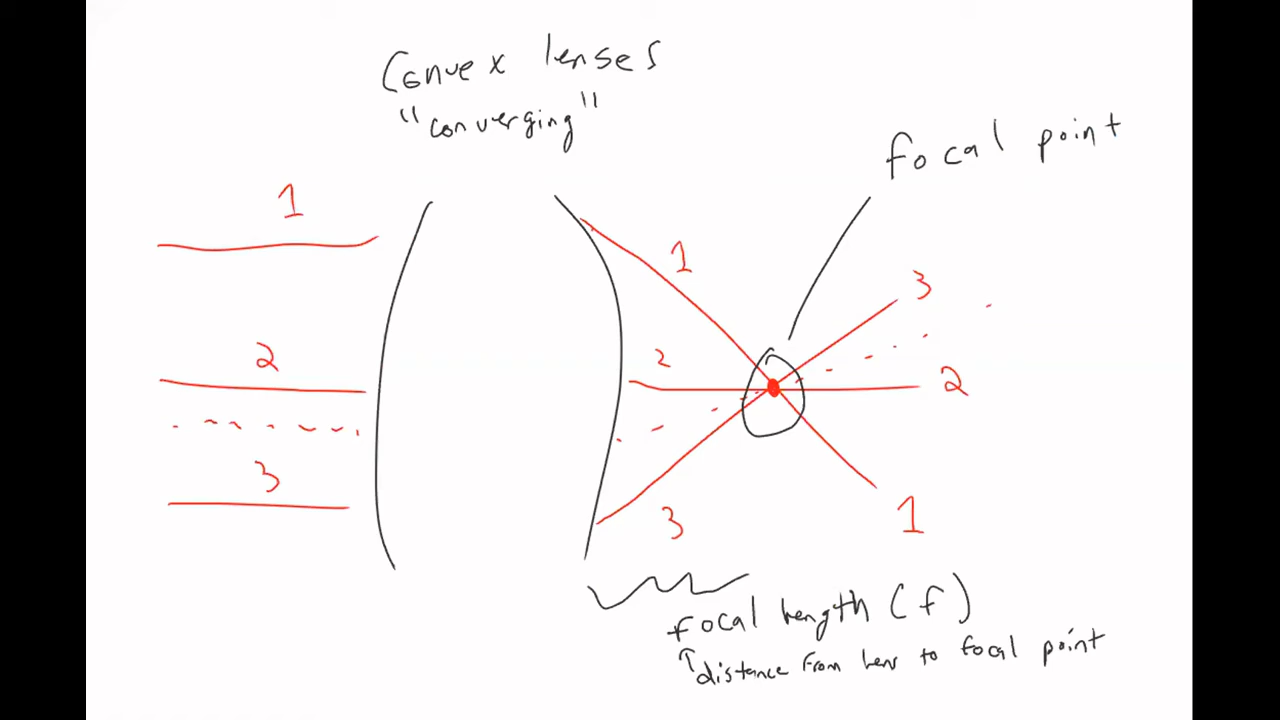 Convex lenses
"converging"
focal point
1
1
3
2
2
2
3
3
1
focal length (f)
↑distance from lens to focal point